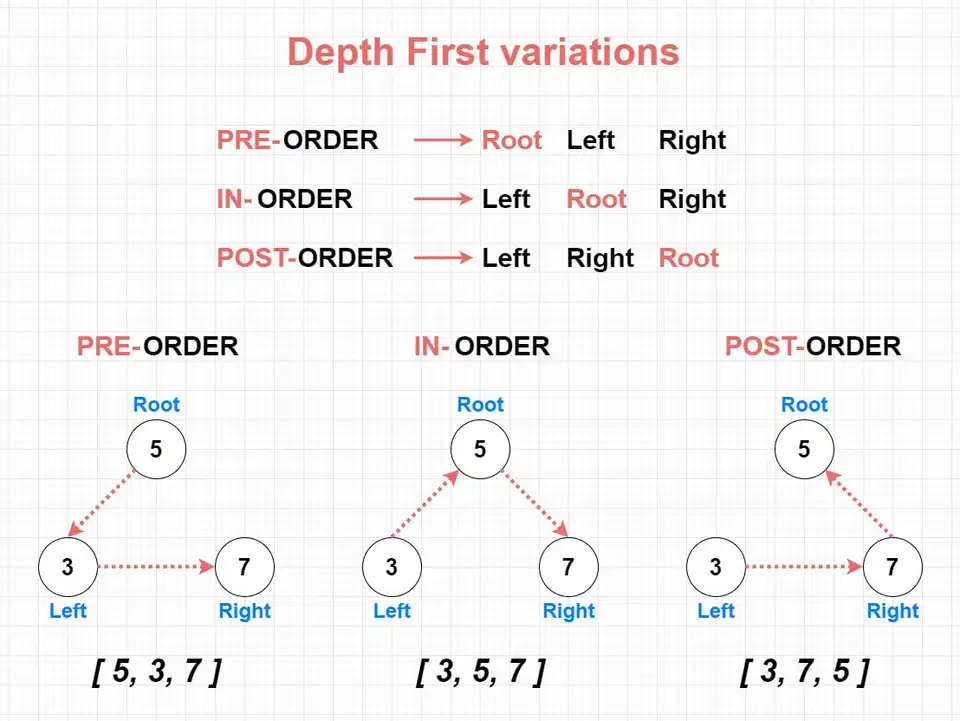 Depth First variations
PRE-ORDER → Root Left Right
IN- ORDER → Left Root Right
POST-ORDER → Left Right Root
PRE-ORDER IN- ORDER POST-ORDER
Root Root Root
5 5 5
3 7 3 7 3 7
Left Right Left Right Left Right
[ 5, 3, 7 ] [ 3, 5, 7 ] [ 3, 7, 5 ]